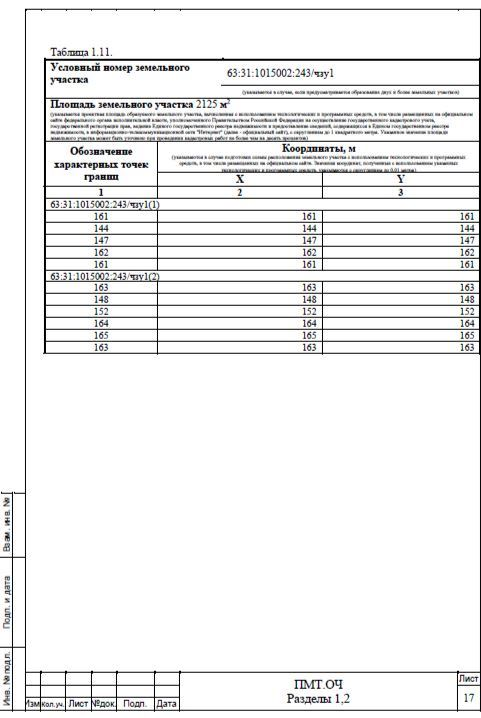 Таблица 1.11.
Условный номер земельного участка
63:31:1015002:243/чзу1
(указывается в случае, если предусматривается образование двух и более земельных участков)
Площадь земельного участка 2125 м²
(указывается проектная площадь образуемого земельного участка, вычисленная с использованием технологических и программных средств, в том числе размещенных на официальном
сайте федерального органа исполнительной власти, уполномоченного Правительством Российской Федерации на осуществление государственного кадастрового учета,
государственной регистрации прав, ведение Единого государственного реестра недвижимости и предоставление сведений, содержащихся в Едином государственном реестре
недвижимости, в информационно-телекоммуникационной сети "Интернет" (далее - официальный сайт), с округлением до 1 квадратного метра. Указанное значение площади
земельного участка может быть уточнено при проведении кадастровых работ не более чем на десять процентов)
Обозначение характерных точек границ
Координаты, м
(указываются в случае подготовки схемы расположения земельного участка с использованием технологических и программных
средств, в том числе размещенных на официальном сайте. Значения координат, полученные с использованием указанных
технологических и программных средств, указываются с округлением до 0,01 метра)
X Y
1 2 3
63:31:1015002:243/чзу1(1)
161 161 161
144 144 144
147 147 147
162 162 162
161 161 161
63:31:1015002:243/чзу1(2)
163 163 163
148 148 148
152 152 152
164 164 164
165 165 165
163 163 163
Взам. инв. №
Подп. и дата
Инв. № подл.
Изм Кол.уч. Лист №док. Подп. Дата
ПМТ.ОЧ
Разделы 1,2
Лист
17